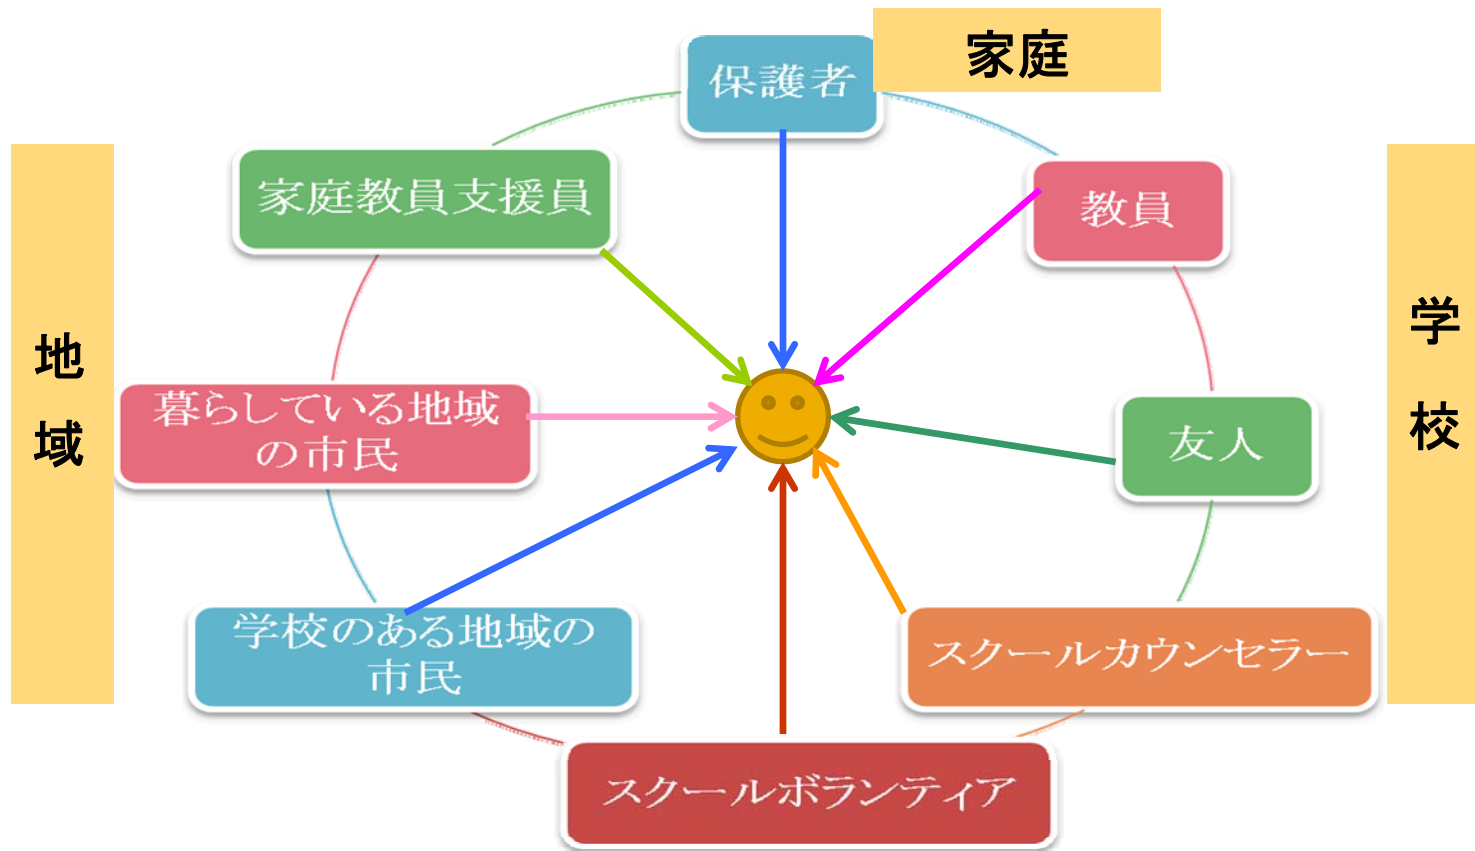 家庭
保護者
家庭教員支援員
教員
地域
学校
暮らしている地域
の市民
友人
学校のある地域の
市民
スクールカウンセラー
スクールボランティア